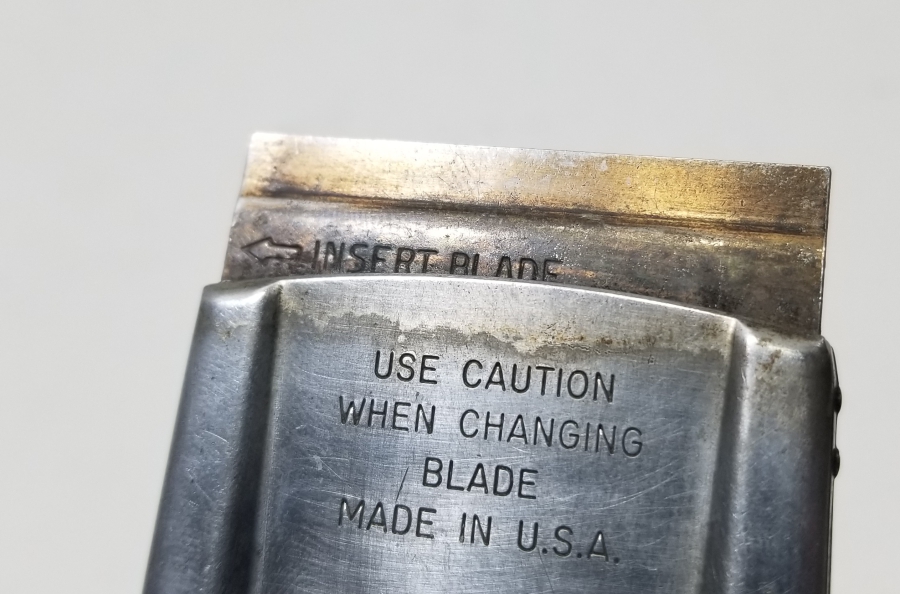 INSERT BLADE
USE CAUTION
WHEN CHANGING
BLADE
MADE IN U.S.A.